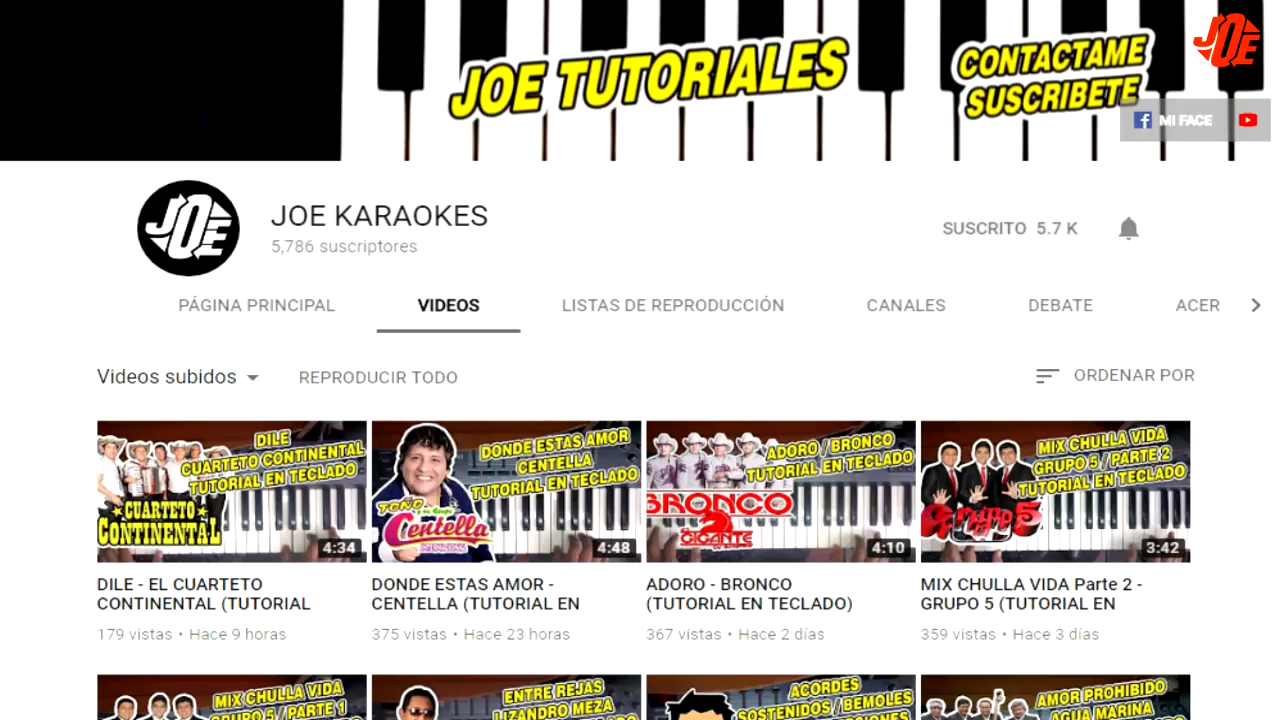 JOE TUTORIALES
CONTACTAME
SUSCRIBETE
JOE
MI FACE
JOE
JOE KARAOKES
5,786 suscriptores
SUSCRITO 5.7 K
PÁGINA PRINCIPAL
VIDEOS
LISTAS DE REPRODUCCIÓN
CANALES
DEBATE
ACER
Videos subidos
REPRODUCIR TODO
ORDENAR POR
DILE
CUARTETO CONTINENTAL
TUTORIAL EN TECLADO
CUARTETO
CONTINENTAL
4:34
DONDE ESTAS AMOR
CENTELLA
TUTORIAL EN TECLADO
TOÑO
y su Grupo
Centella
4:48
ADORO / BRONCO
TUTORIAL EN TECLADO
BRONCO
GIGANTE
4:10
MIX CHULLA VIDA
GRUPO 5 / PARTE 2
TUTORIAL EN TECLADO
Grupo 5
3:42
DILE - EL CUARTETO
CONTINENTAL (TUTORIAL
179 vistas • Hace 9 horas
DONDE ESTAS AMOR -
CENTELLA (TUTORIAL EN
375 vistas • Hace 23 horas
ADORO - BRONCO
(TUTORIAL EN TECLADO)
367 vistas • Hace 2 días
MIX CHULLA VIDA Parte 2 -
GRUPO 5 (TUTORIAL EN
359 vistas • Hace 3 días
MIX CHULLA VIDA
GRUPO 5 / PARTE 1
ENTRE REJAS
LIZANDRO MEZA
ACORDES
SOSTENIDOS / BEMOLES
AMOR PROHIBIDO
AGUA MARINA